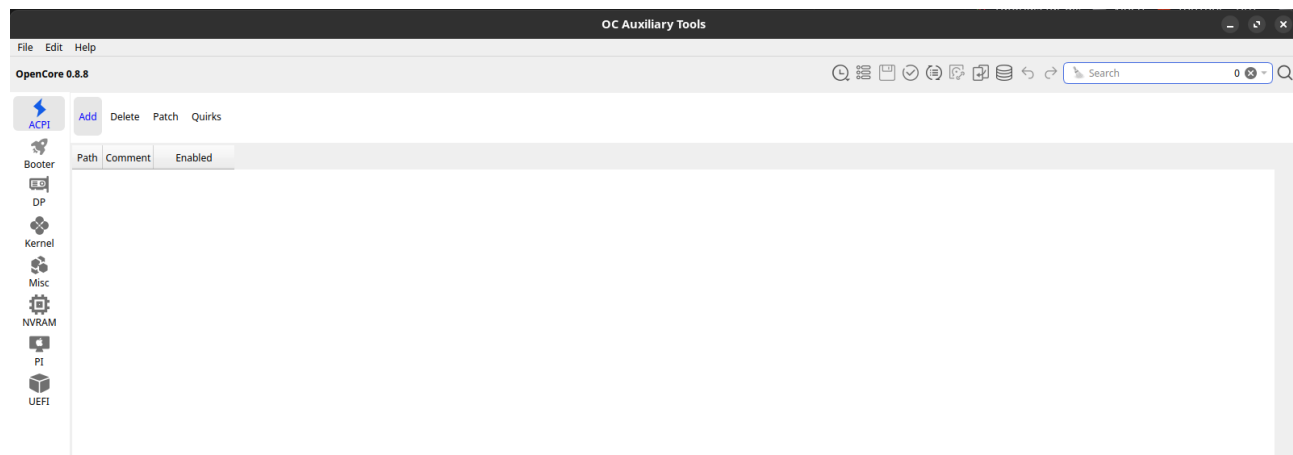 OC Auxiliary Tools
File Edit Help
OpenCore 0.8.8
Search 0
ACPI
Add Delete Patch Quirks
Booter
Path Comment Enabled
DP
Kernel
Misc
NVRAM
PI
UEFI